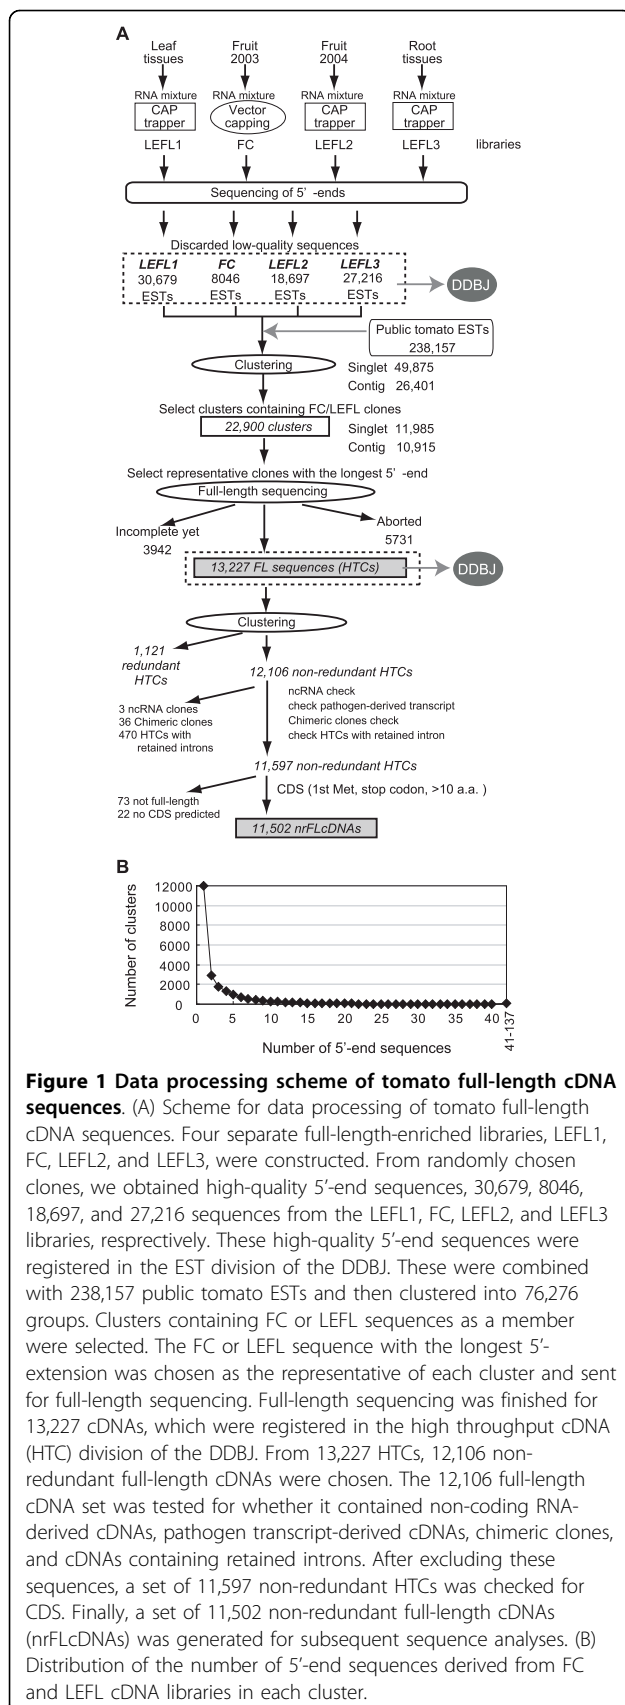 A
Leaf tissues
Fruit 2003
Fruit 2004
Root tissues
RNA mixture
RNA mixture
RNA mixture
RNA mixture
CAP trapper
Vector capping
CAP trapper
CAP trapper
LEFL1
FC
LEFL2
LEFL3
libraries
Sequencing of 5' -ends
Discarded low-quality sequences
LEFL1
FC
LEFL2
LEFL3
30,679
8046
18,697
27,216
ESTs
ESTs
ESTs
ESTs
DDBJ
Public tomato ESTs
238,157
Clustering
Singlet 49,875
Contig 26,401
Select clusters containing FC/LEFL clones
22,900 clusters
Singlet 11,985
Contig 10,915
Select representative clones with the longest 5' -end
Full-length sequencing
Incomplete yet
3942
Aborted
5731
13,227 FL sequences (HTCs)
DDBJ
Clustering
1,121
redundant
HTCs
12,106 non-redundant HTCs
3 ncRNA clones
36 Chimeric clones
470 HTCs with
retained introns
ncRNA check
check pathogen-derived transcript
Chimeric clones check
check HTCs with retained intron
11,597 non-redundant HTCs
73 not full-length
22 no CDS predicted
CDS (1st Met, stop codon, >10 a.a. )
11,502 nrFLcDNAs
B
Number of clusters
12000
10000
8000
6000
4000
2000
0
0 5 10 15 20 25 30 35 40 41-137
Number of 5'-end sequences
Figure 1 Data processing scheme of tomato full-length cDNA
sequences. (A) Scheme for data processing of tomato full-length
cDNA sequences. Four separate full-length-enriched libraries, LEFL1,
FC, LEFL2, and LEFL3, were constructed. From randomly chosen
clones, we obtained high-quality 5'-end sequences, 30,679, 8046,
18,697, and 27,216 sequences from the LEFL1, FC, LEFL2, and LEFL3
libraries, resprectively. These high-quality 5'-end sequences were
registered in the EST division of the DDBJ. These were combined
with 238,157 public tomato ESTs and then clustered into 76,276
groups. Clusters containing FC or LEFL sequences as a member
were selected. The FC or LEFL sequence with the longest 5'-
extension was chosen as the representative of each cluster and sent
for full-length sequencing. Full-length sequencing was finished for
13,227 cDNAs, which were registered in the high throughput cDNA
(HTC) division of the DDBJ. From 13,227 HTCs, 12,106 non-
redundant full-length cDNAs were chosen. The 12,106 full-length
cDNA set was tested for whether it contained non-coding RNA-
derived cDNAs, pathogen transcript-derived cDNAs, chimeric clones,
and cDNAs containing retained introns. After excluding these
sequences, a set of 11,597 non-redundant HTCs was checked for
CDS. Finally, a set of 11,502 non-redundant full-length cDNAs
(nrFLcDNAs) was generated for subsequent sequence analyses. (B)
Distribution of the number of 5'-end sequences derived from FC
and LEFL cDNA libraries in each cluster.